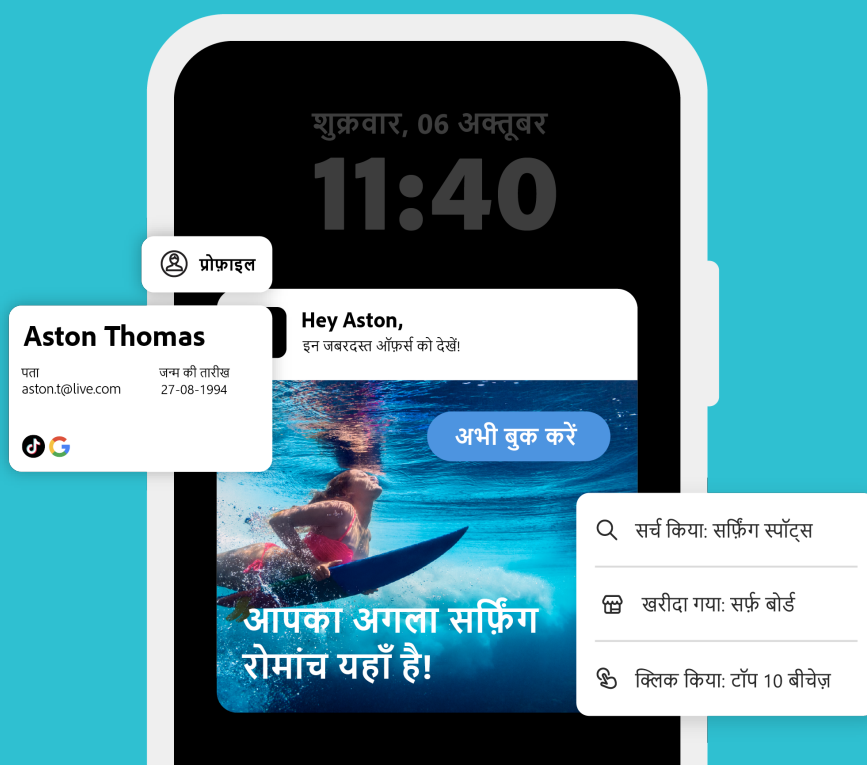 शुक्रवार, 06 अक्तूबर
11:40
प्रोफ़ाइल
Aston Thomas
पता
जन्म की तारीख
aston.t@live.com
27-08-1994
Hey Aston,
इन जबरदस्त ऑफ़र्स को देखें!
अभी बुक करें
आपका अगला सर्फ़िंग
रोमांच यहाँ है!
सर्च किया: सर्फ़िंग स्पॉट्स
खरीदा गया: सर्फ़ बोर्ड
क्लिक किया: टॉप 10 बीचेज़